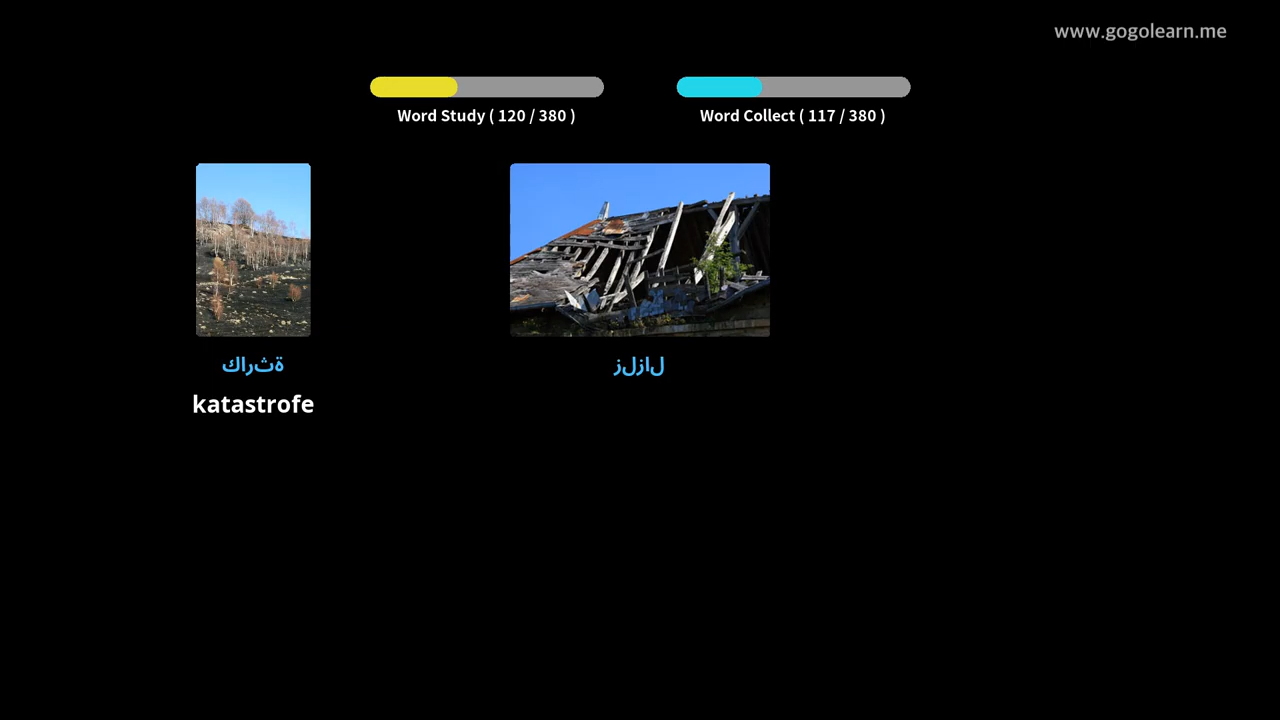 www.gogolearn.me
Word Study ( 120 / 380 )
Word Collect ( 117 / 380 )
كارثة
زلزال
katastrofe